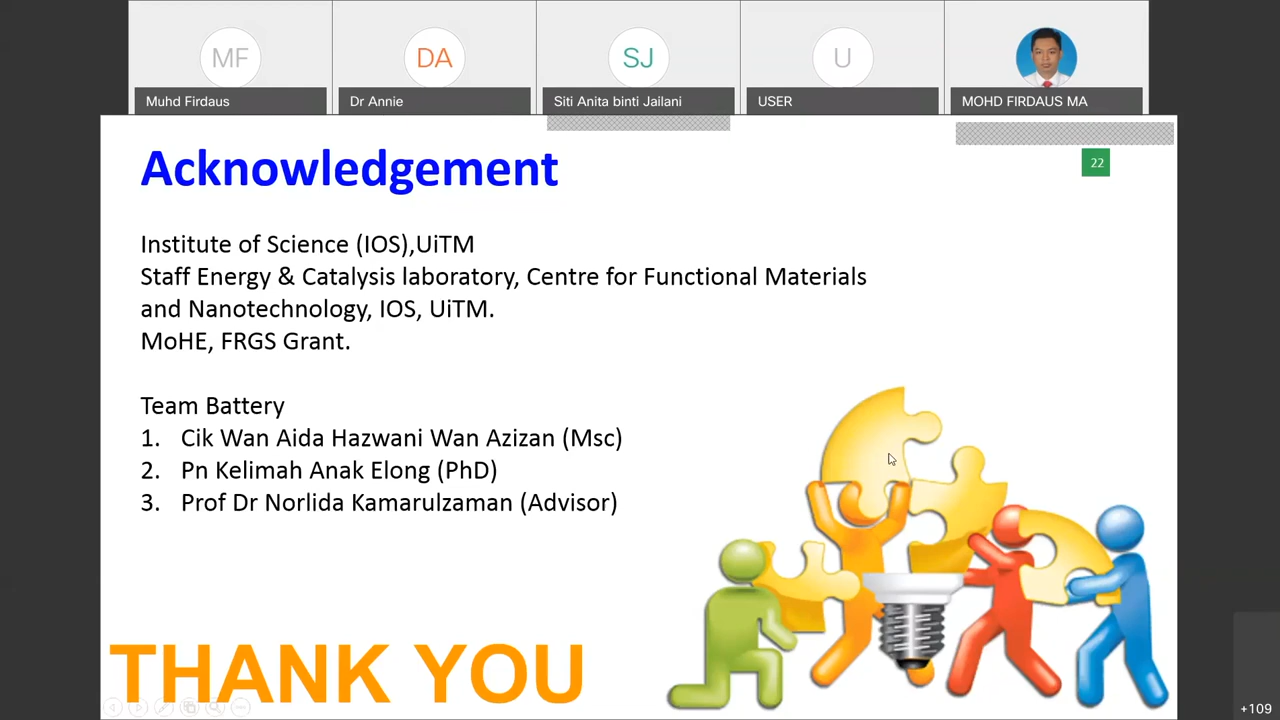 MF
DA
SJ
U
Muhd Firdaus
Dr Annie
Siti Anita binti Jailani
USER
MOHD FIRDAUS MA
Acknowledgement
22
Institute of Science (IOS),UiTM
Staff Energy & Catalysis laboratory, Centre for Functional Materials
and Nanotechnology, IOS, UiTM.
MoHE, FRGS Grant.
Team Battery
1. Cik Wan Aida Hazwani Wan Azizan (Msc)
2. Pn Kelimah Anak Elong (PhD)
3. Prof Dr Norlida Kamarulzaman (Advisor)
THANK YOU
+109